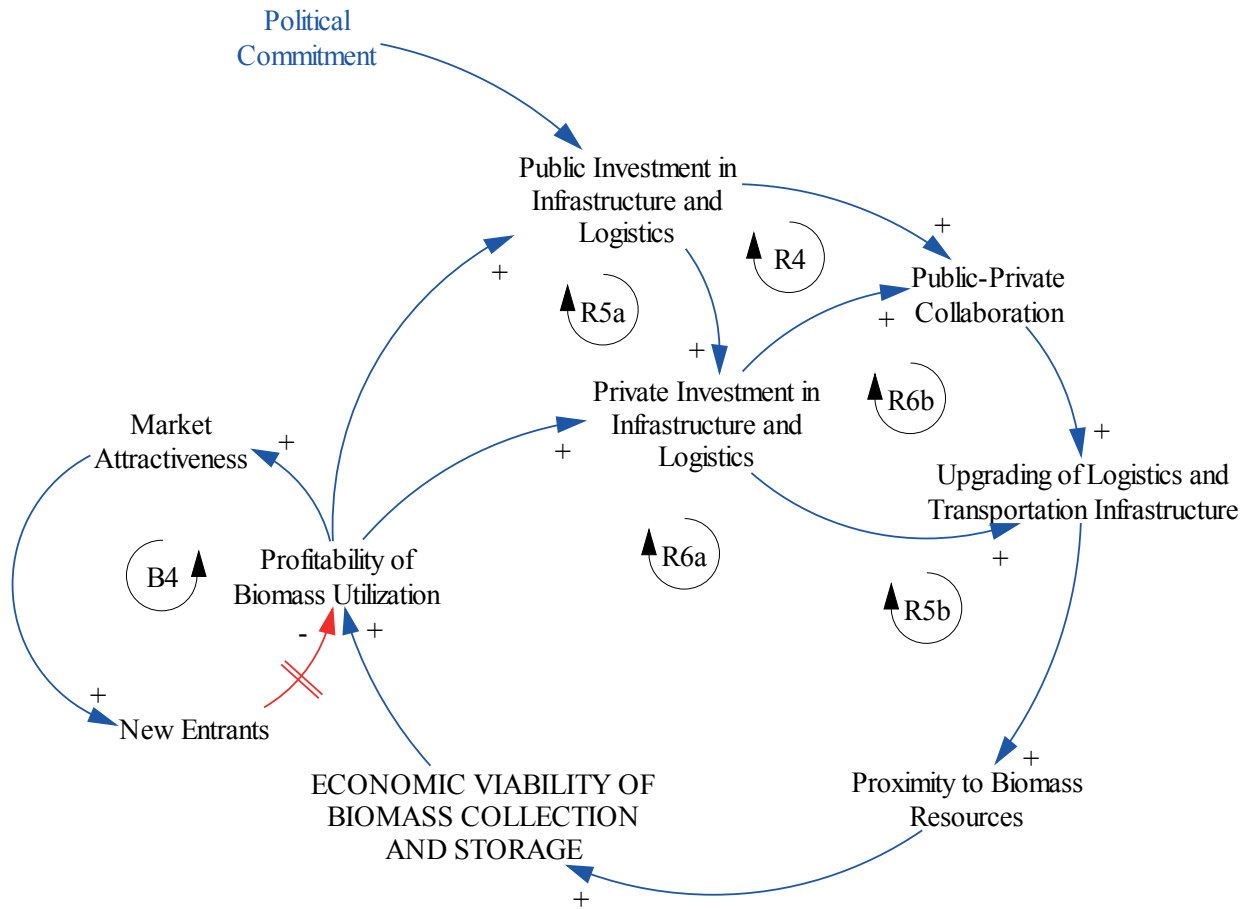 Political
Commitment
Public Investment in
Infrastructure and
Logistics
+
+
R4
R5a
Public-Private
Collaboration
+
+
Private Investment in
Infrastructure and
Logistics
R6b
Market
Attractiveness
+
+
+
Upgrading of Logistics and
Transportation Infrastructure
+
R6a
B4
Profitability of
Biomass Utilization
R5b
-
+
+
New Entrants
+
ECONOMIC VIABILITY OF
BIOMASS COLLECTION
AND STORAGE
Proximity to Biomass
Resources
+